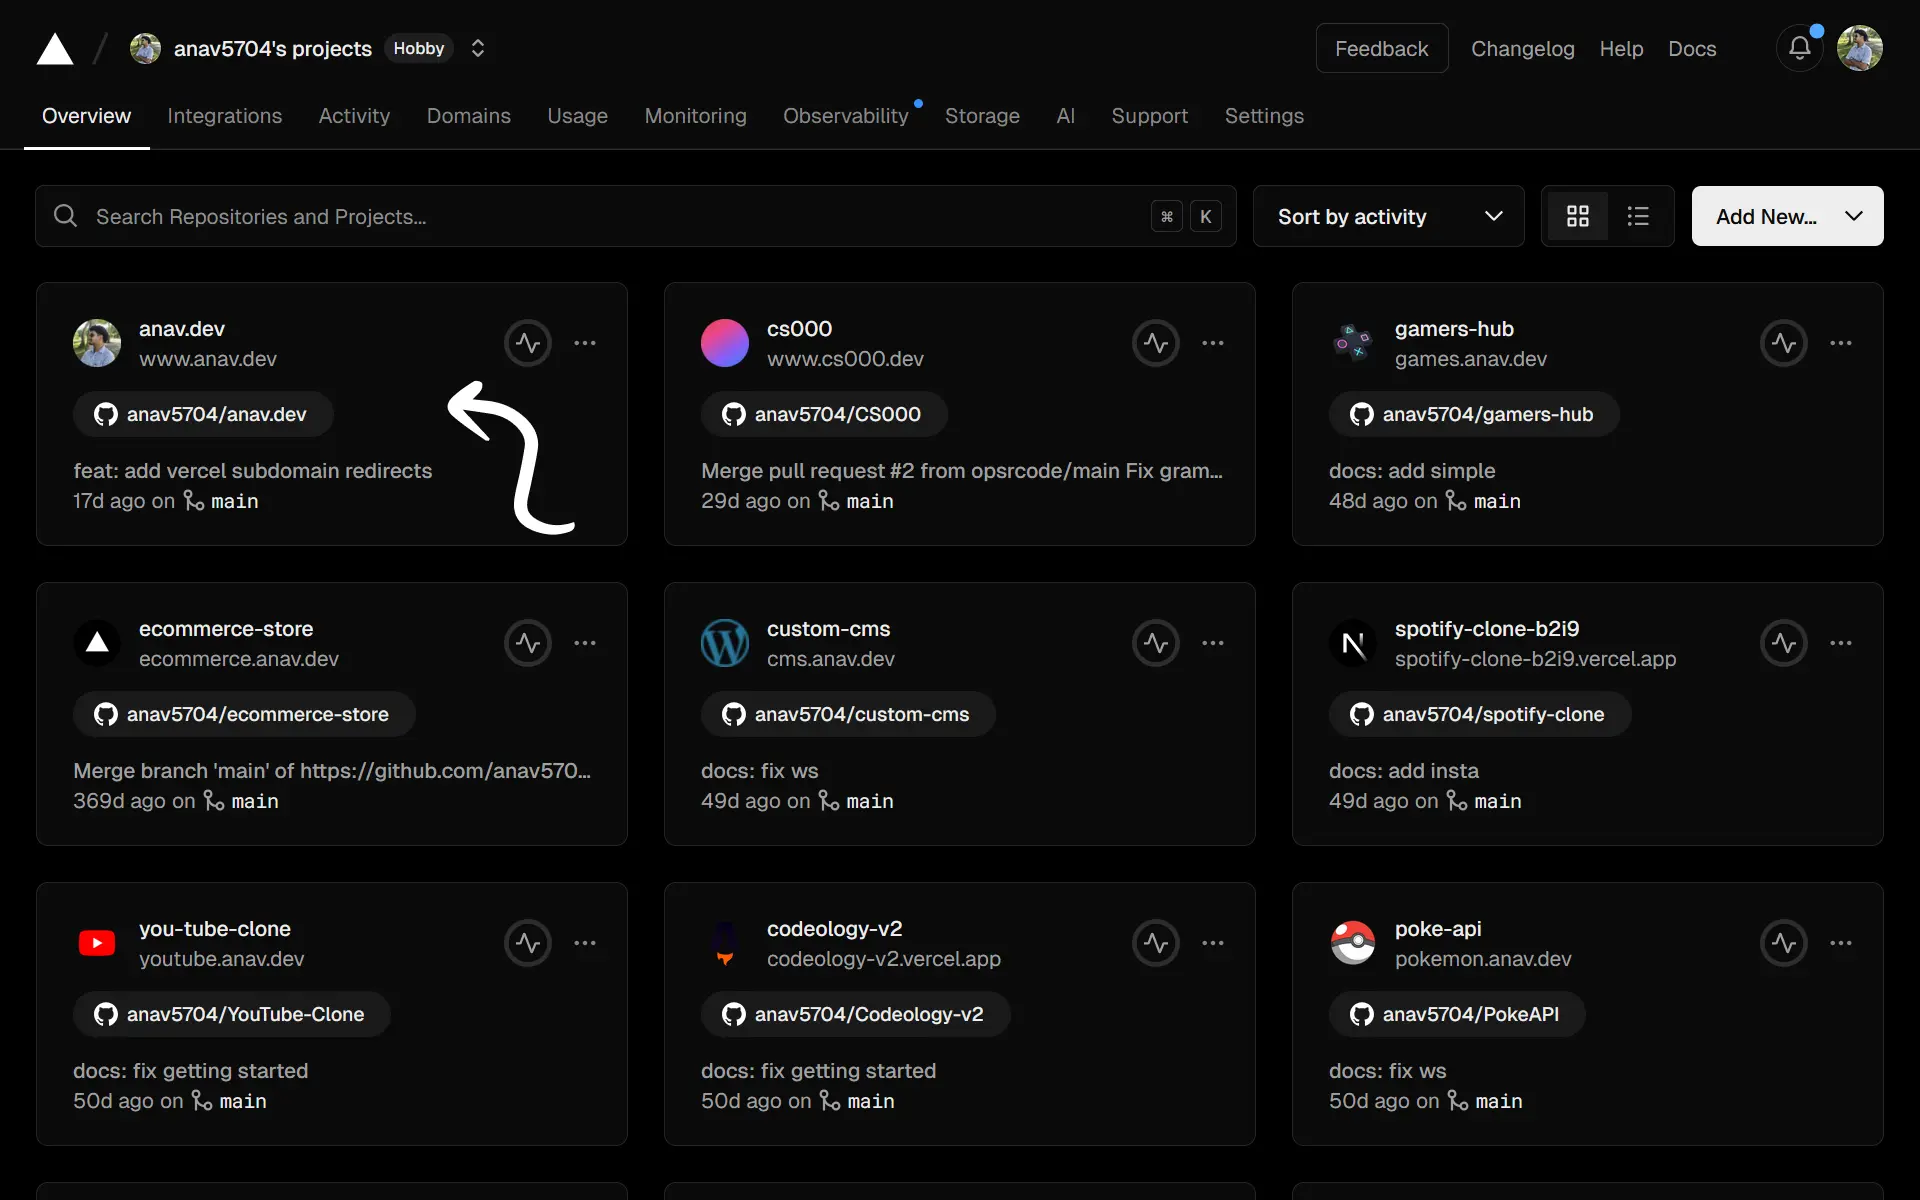 anav5704's projects Hobby
Feedback Changelog Help Docs
Overview Integrations Activity Domains Usage Monitoring Observability Storage AI Support Settings
Search Repositories and Projects... ⌘ K Sort by activity Add New...
anav.dev
www.anav.dev
anav5704/anav.dev
feat: add vercel subdomain redirects
17d ago on main
cs000
www.cs000.dev
anav5704/CS000
Merge pull request #2 from opsrcode/main Fix gram...
29d ago on main
gamers-hub
games.anav.dev
anav5704/gamers-hub
docs: add simple
48d ago on main
ecommerce-store
ecommerce.anav.dev
anav5704/ecommerce-store
Merge branch 'main' of https://github.com/anav570...
369d ago on main
custom-cms
cms.anav.dev
anav5704/custom-cms
docs: fix ws
49d ago on main
spotify-clone-b2i9
spotify-clone-b2i9.vercel.app
anav5704/spotify-clone
docs: add insta
49d ago on main
you-tube-clone
youtube.anav.dev
anav5704/YouTube-Clone
docs: fix getting started
50d ago on main
codeology-v2
codeology-v2.vercel.app
anav5704/Codeology-v2
docs: fix getting started
50d ago on main
poke-api
pokemon.anav.dev
anav5704/PokeAPI
docs: fix ws
50d ago on main